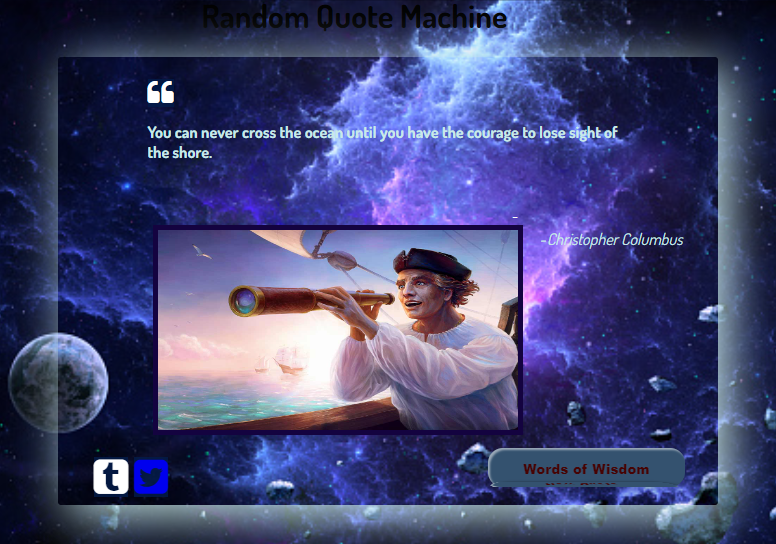 Random Quote Machine
You can never cross the ocean until you have the courage to lose sight of
the shore.
-
-Christopher Columbus
t
Words of Wisdom